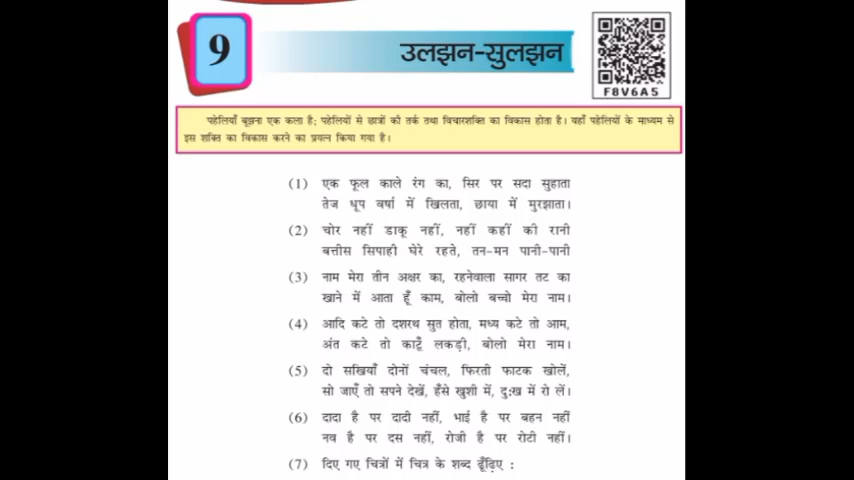 9
उलझन-सुलझन
F8V6A5
पहेलियाँ बूझना एक कला है; पहेलियों से छात्रों की तर्क तथा विचारशक्ति का विकास होता है। यहाँ पहेलियों के माध्यम से
इस शक्ति का विकास करने का प्रयत्न किया गया है।
(1) एक फूल काले रंग का, सिर पर सदा सुहाता
तेज धूप वर्षा में खिलता, छाया में मुरझाता।
(2) चोर नहीं डाकू नहीं, नहीं कहीं की रानी
बत्तीस सिपाही घेरे रहते, तन-मन पानी-पानी
(3) नाम मेरा तीन अक्षर का, रहनेवाला सागर तट का
खाने में आता हूँ काम, बोलो बच्चो मेरा नाम।
(4) आदि कटे तो दशरथ सुत होता, मध्य कटे तो आम,
अंत कटे तो काटूँ लकड़ी, बोलो मेरा नाम।
(5) दो सखियाँ दोनों चंचल, फिरती फाटक खोलें,
सो जाएँ तो सपने देखें, हँसे खुशी में, दुःख में रो लें।
(6) दादा है पर दादी नहीं, भाई है पर बहन नहीं
नव है पर दस नहीं, रोजी है पर रोटी नहीं।
(7) दिए गए चित्रों में चित्र के शब्द ढूँढ़िए :